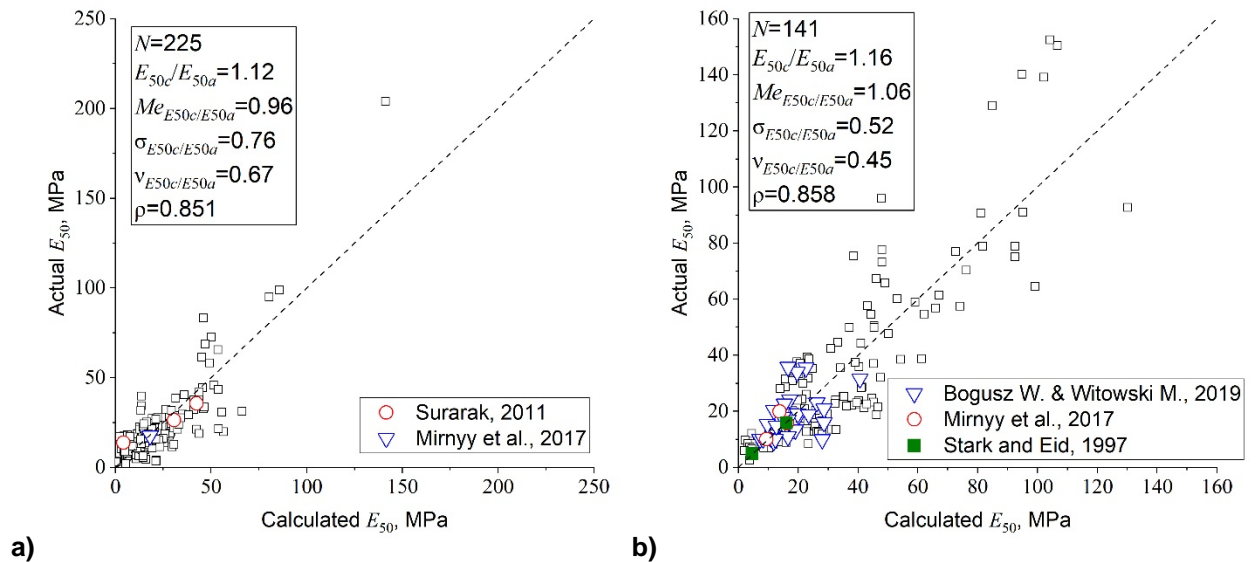 250
200
150
100
50
0
Actual E50, MPa
N=225
E50c/E50a=1.12
MeE50c/E50a=0.96
σE50c/E50a=0.76
νE50c/E50a=0.67
ρ=0.851
Surarak, 2011
Mirnyy et al., 2017
0 50 100 150 200 250
Calculated E50, MPa
a)
160
140
120
100
80
60
40
20
0
Actual E50, MPa
N=141
E50c/E50a=1.16
MeE50c/E50a=1.06
σE50c/E50a=0.52
νE50c/E50a=0.45
ρ=0.858
Bogusz W. & Witowski M., 2019
Mirnyy et al., 2017
Stark and Eid, 1997
0 20 40 60 80 100 120 140 160
Calculated E50, MPa
b)